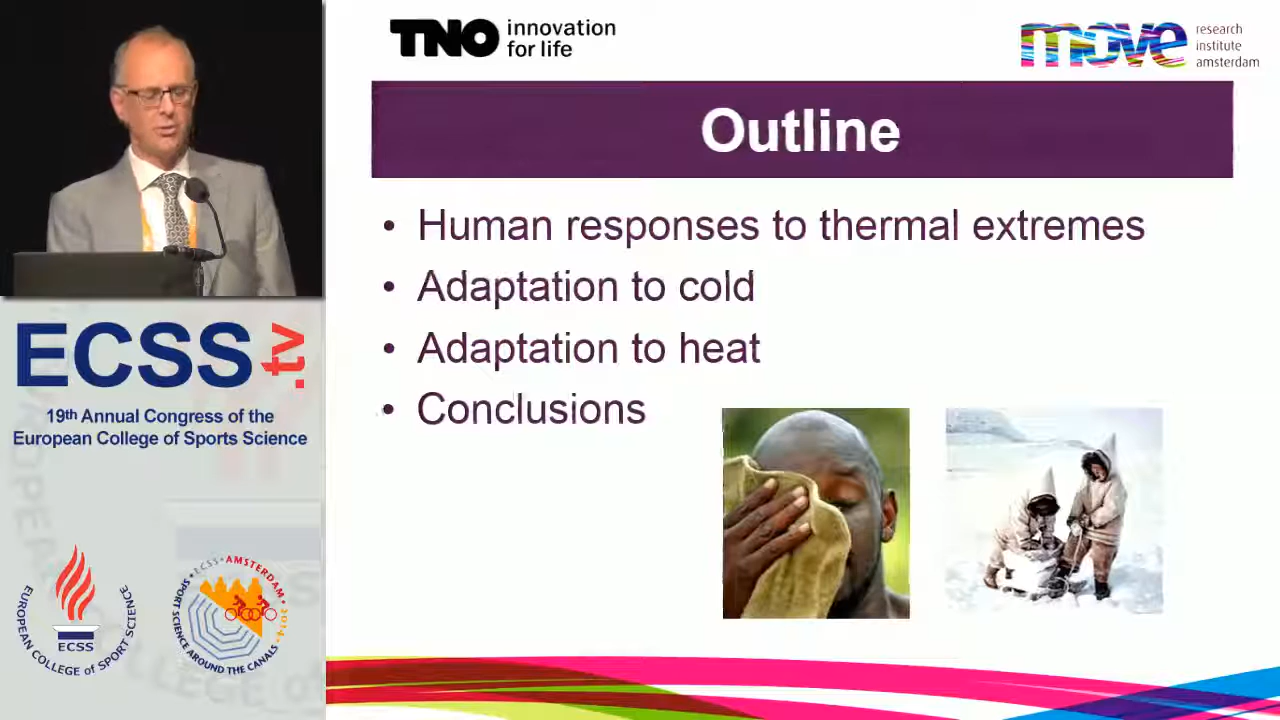 TNO innovation
for life
move research
institute
amsterdam
Outline
• Human responses to thermal extremes
• Adaptation to cold
• Adaptation to heat
• Conclusions
ECSS.tv
19th Annual Congress of the
European College of Sports Science
EUROPEAN COLLEGE of SPORT SCIENCE
ECSS
SPORT SCIENCE AROUND THE CANALS
ECSS • AMSTERDAM • 2014